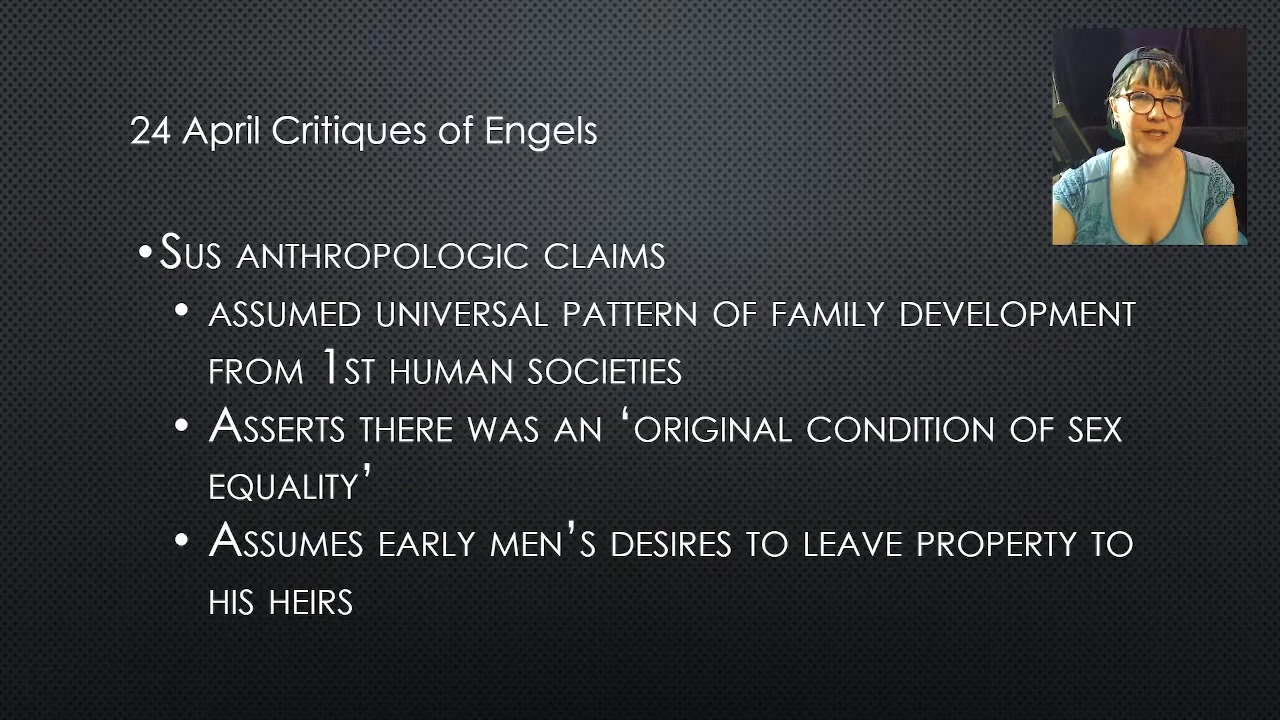 24 April Critiques of Engels
•Sus anthropologic claims
• assumed universal pattern of family development
from 1st human societies
• Asserts there was an ‘original condition of sex
equality’
• Assumes early men’s desires to leave property to
his heirs